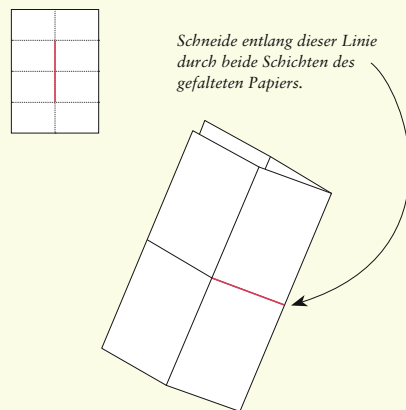 Schneide entlang dieser Linie
durch beide Schichten des
gefalteten Papiers.